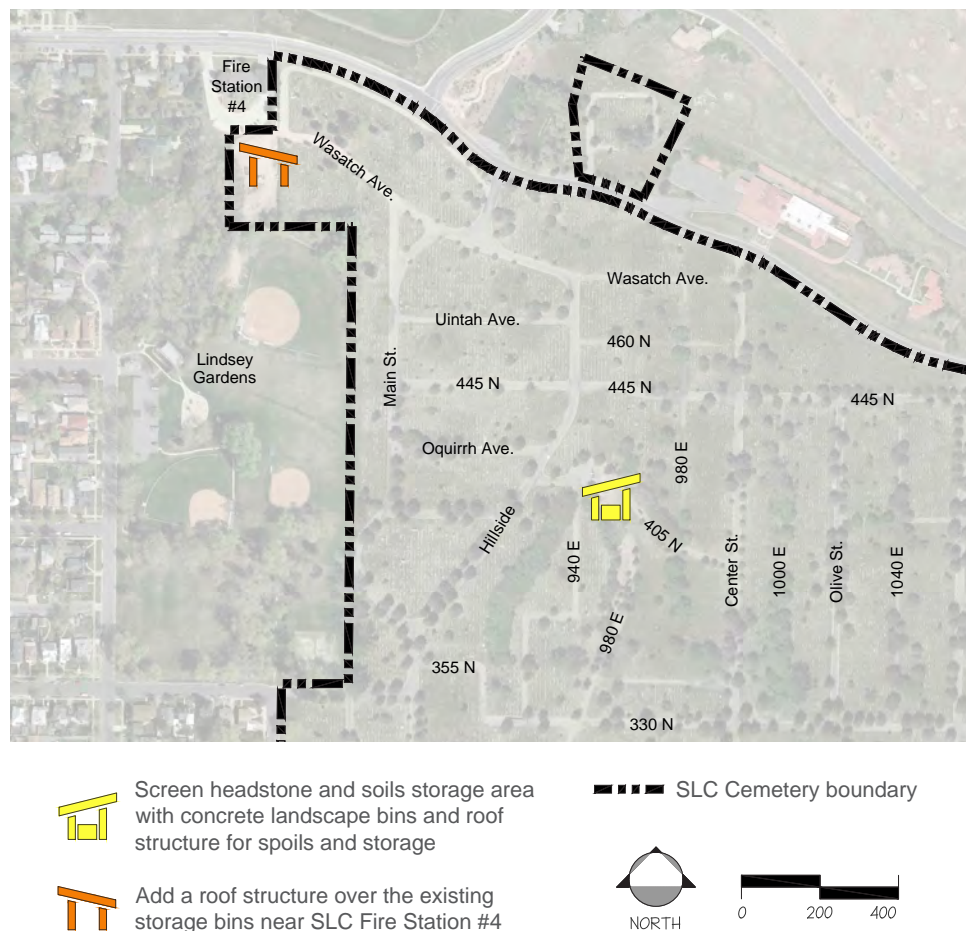 Fire
Station
#4
Wasatch Ave.
Wasatch Ave.
Uintah Ave.
460 N
Lindsey
Gardens
Main St.
445 N
445 N
445 N
Oquirrh Ave.
980 E
Hillside
405 N
940 E
Center St.
1000 E
Olive St.
1040 E
980 E
355 N
330 N
Screen headstone and soils storage area
with concrete landscape bins and roof
structure for spoils and storage
SLC Cemetery boundary
Add a roof structure over the existing
storage bins near SLC Fire Station #4
NORTH
0 200 400